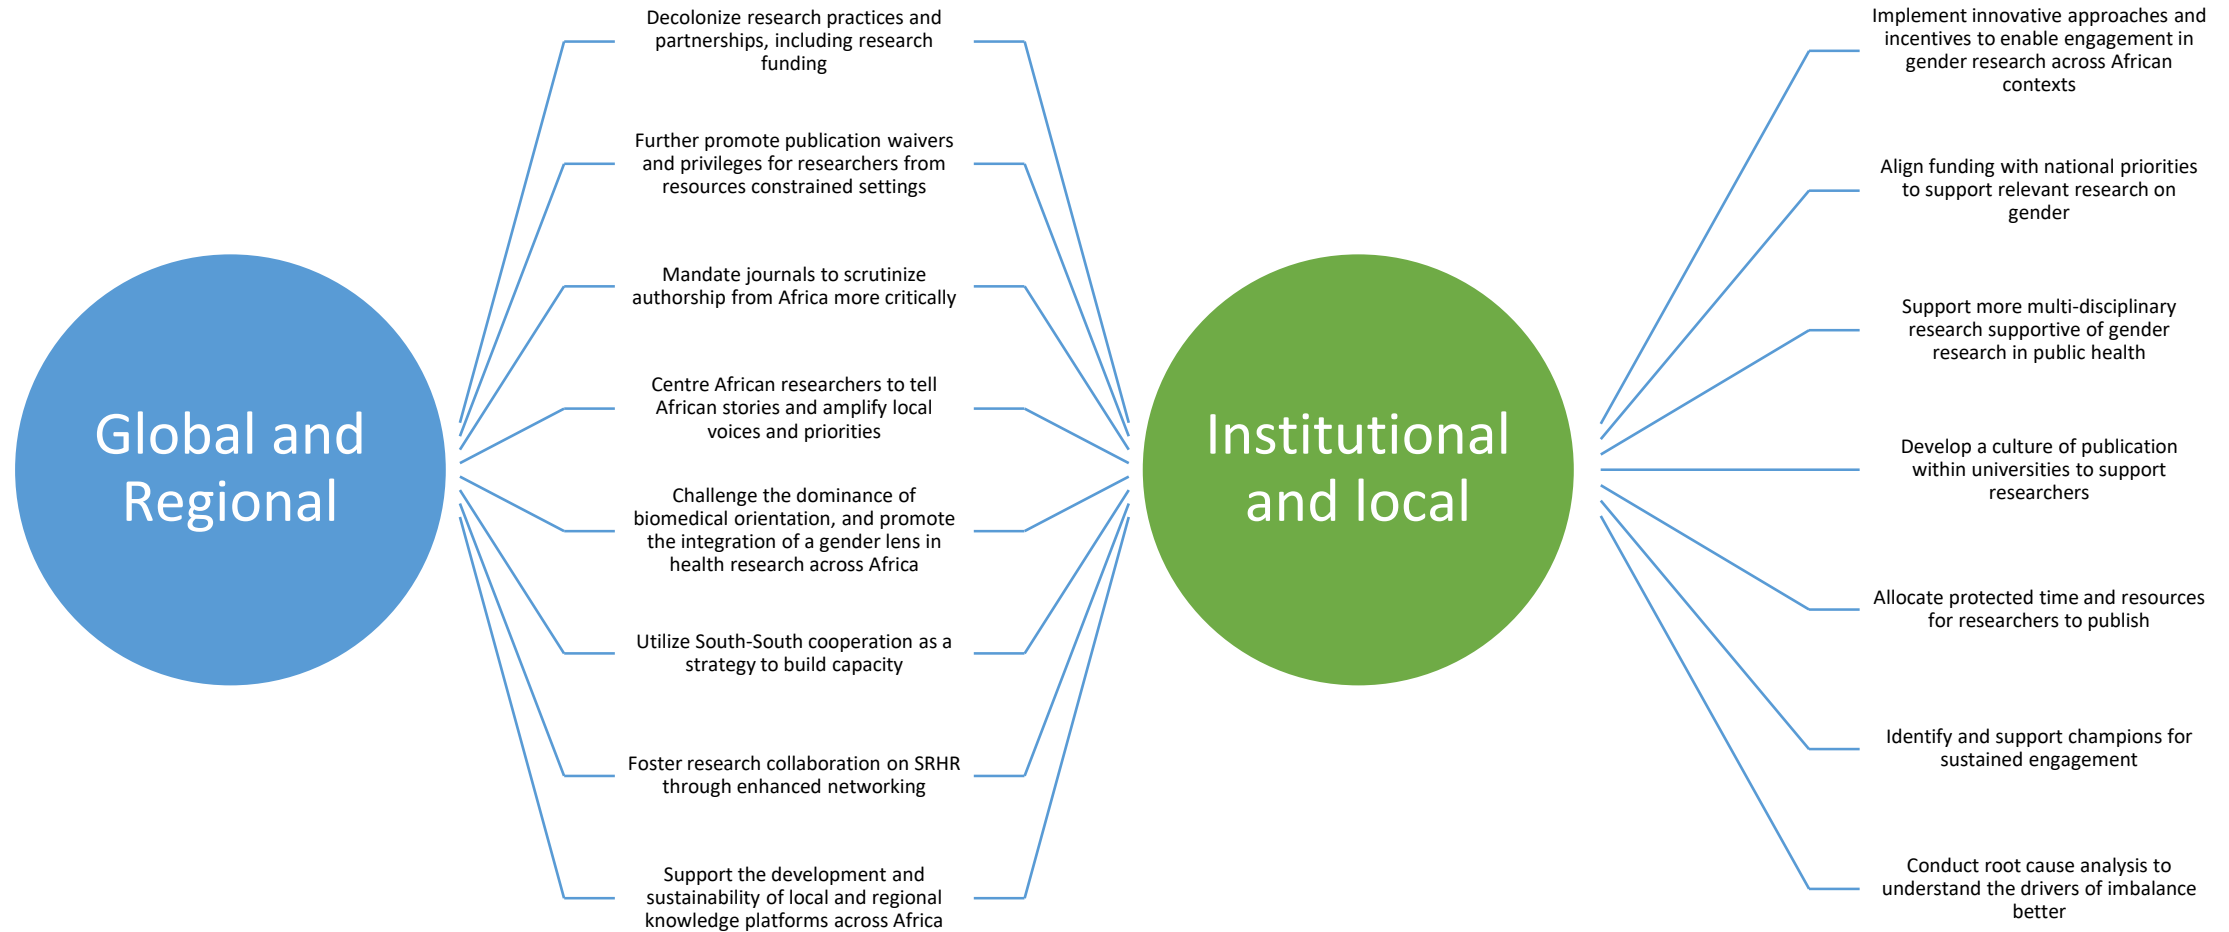 Global and
Regional
Decolonize research practices and
partnerships, including research
funding
Further promote publication waivers
and privileges for researchers from
resources constrained settings
Mandate journals to scrutinize
authorship from Africa more critically
Centre African researchers to tell
African stories and amplify local
voices and priorities
Challenge the dominance of
biomedical orientation, and promote
the integration of a gender lens in
health research across Africa
Utilize South-South cooperation as a
strategy to build capacity
Foster research collaboration on SRHR
through enhanced networking
Support the development and
sustainability of local and regional
knowledge platforms across Africa
Institutional
and local
Implement innovative approaches and
incentives to enable engagement in
gender research across African
contexts
Align funding with national priorities
to support relevant research on
gender
Support more multi-disciplinary
research supportive of gender
research in public health
Develop a culture of publication
within universities to support
researchers
Allocate protected time and resources
for researchers to publish
Identify and support champions for
sustained engagement
Conduct root cause analysis to
understand the drivers of imbalance
better